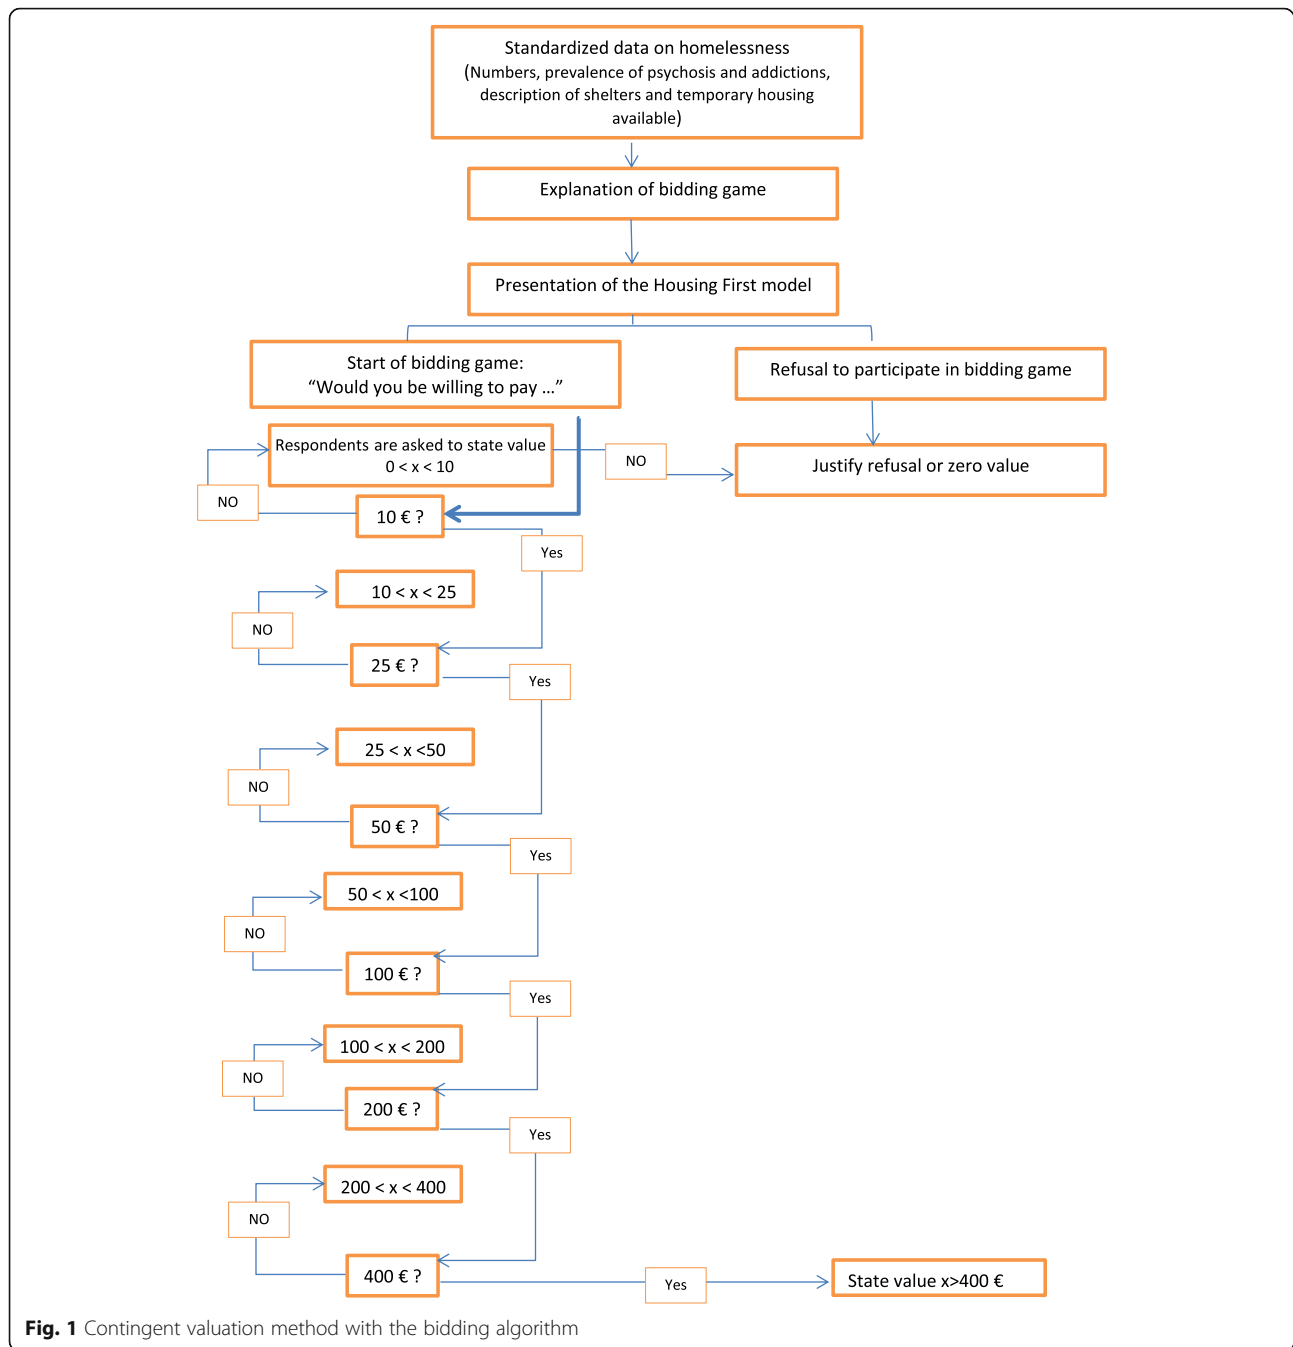 Standardized data on homelessness
(Numbers, prevalence of psychosis and addictions,
description of shelters and temporary housing
available)
Explanation of bidding game
Presentation of the Housing First model
Start of bidding game:
“Would you be willing to pay ...”
Refusal to participate in bidding game
Respondents are asked to state value
0 < x < 10
NO
Justify refusal or zero value
NO
10 € ?
Yes
10 < x < 25
NO
25 € ?
Yes
25 < x <50
NO
50 € ?
Yes
50 < x <100
NO
100 € ?
Yes
100 < x < 200
NO
200 € ?
Yes
200 < x < 400
NO
400 € ?
Yes
State value x>400 €
Fig. 1 Contingent valuation method with the bidding algorithm